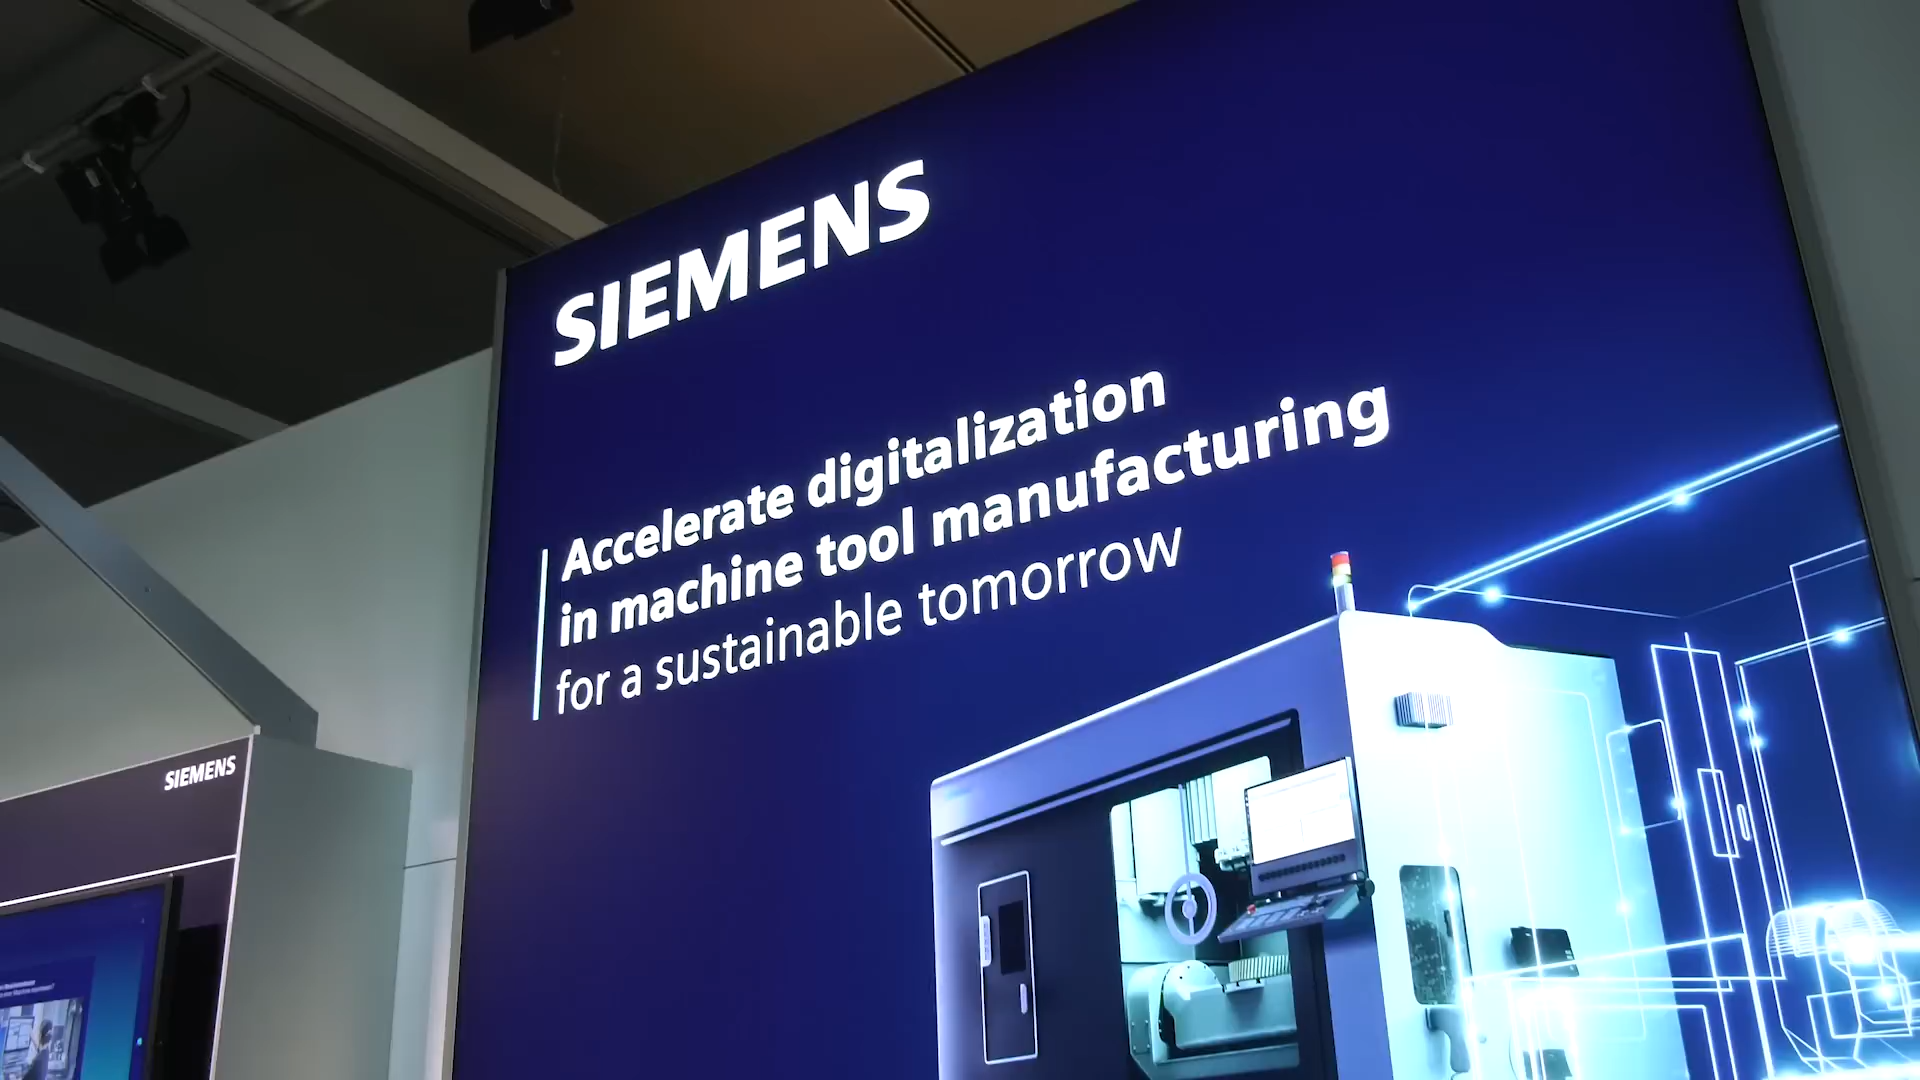 SIEMENS
Accelerate digitalization
in machine tool manufacturing
for a sustainable tomorrow
SIEMENS